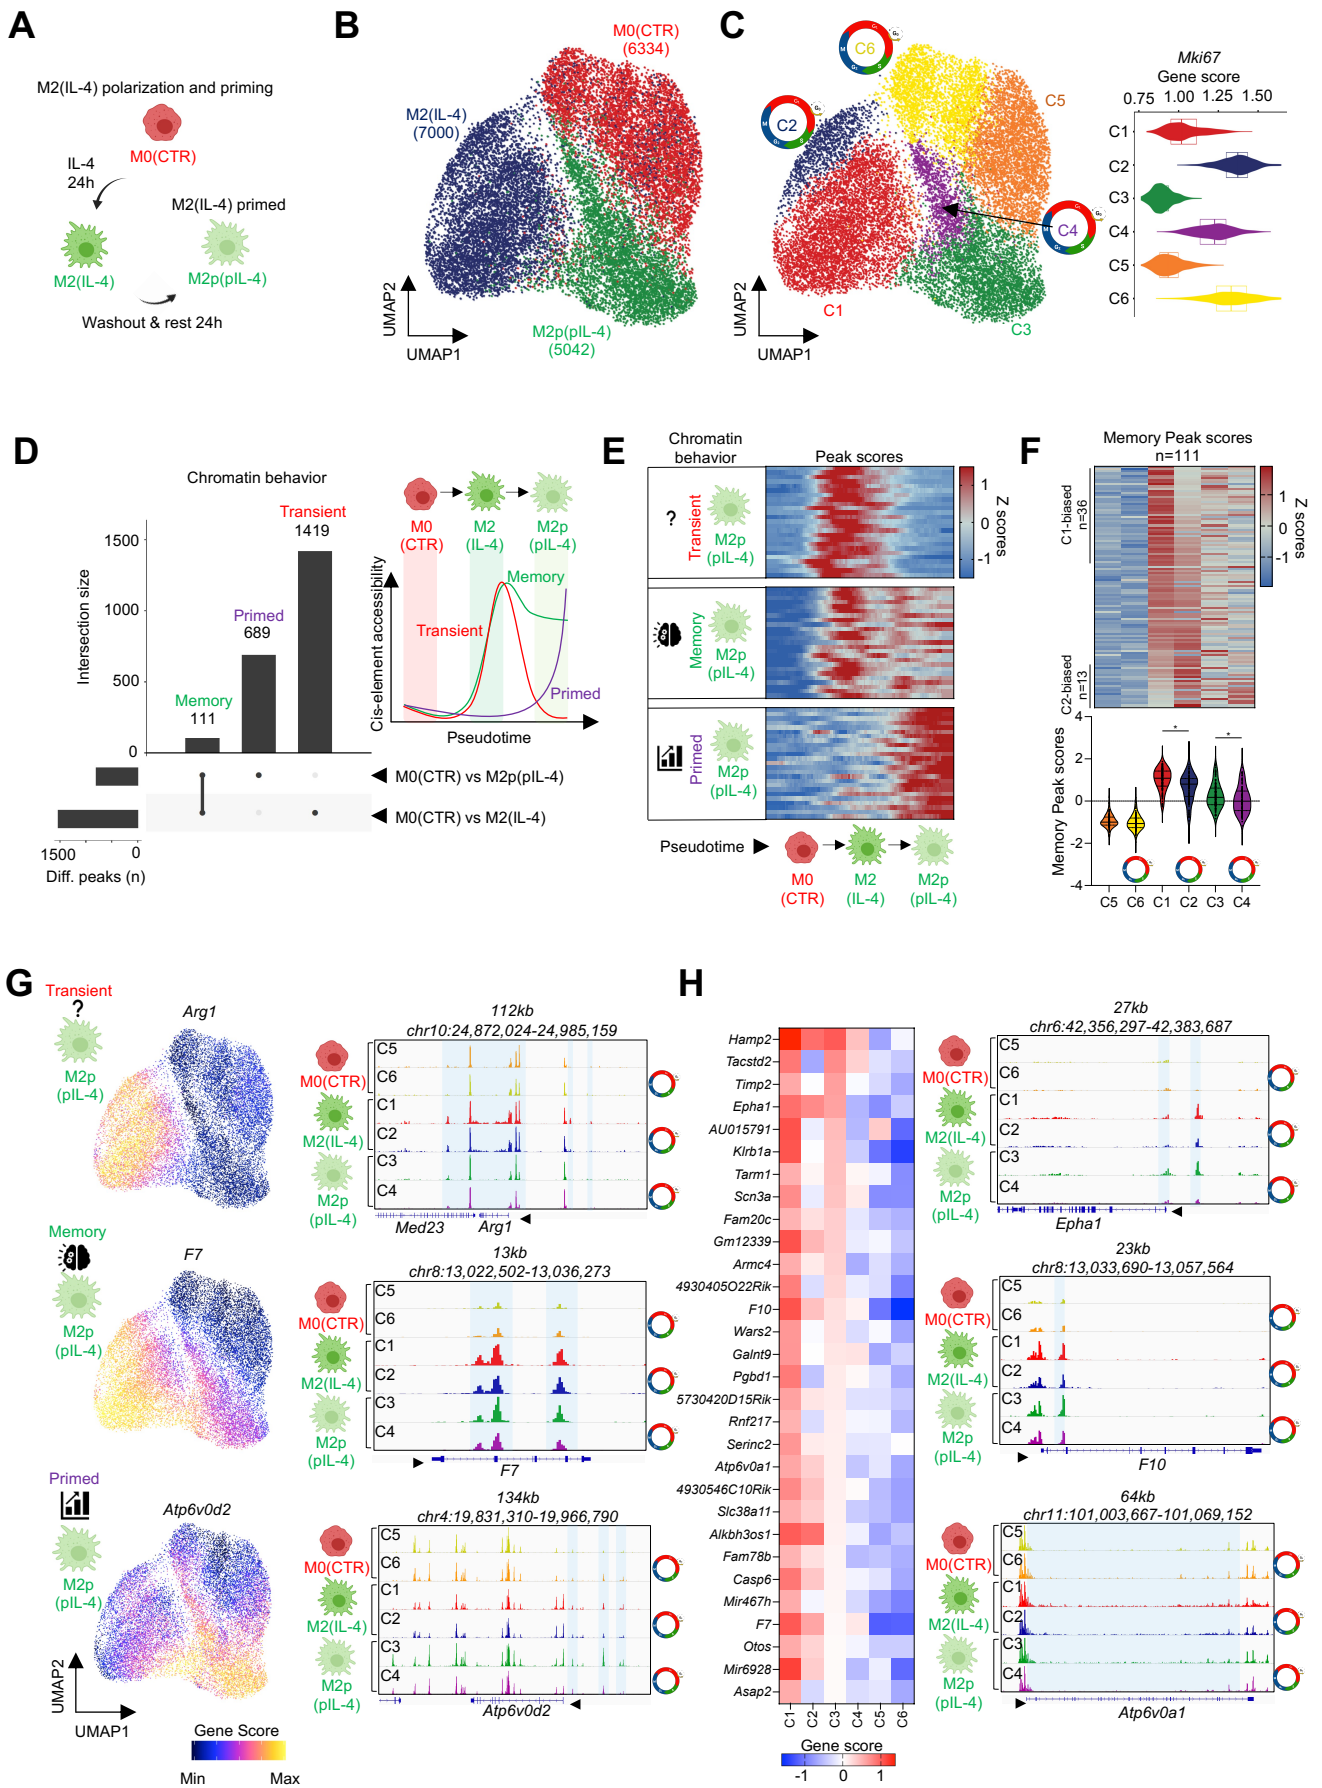 A
M2(IL-4) polarization and priming
M0(CTR)
IL-4
24h
M2(IL-4) primed
M2(IL-4)
M2p(pIL-4)
Washout & rest 24h
B
M0(CTR)
(6334)
M2(IL-4)
(7000)
M2p(pIL-4)
(5042)
UMAP2
UMAP1
C
C6
C2
C5
C4
C1
C3
UMAP2
UMAP1
Mki67
Gene score
0.75 1.00 1.25 1.50
C1
C2
C3
C4
C5
C6
D
Chromatin behavior
Intersection size
1500
1000
500
0
Transient
1419
Primed
689
Memory
111
M0(CTR) vs M2p(pIL-4)
M0(CTR) vs M2(IL-4)
1500 0
Diff. peaks (n)
M0
(CTR)
M2
(IL-4)
M2p
(pIL-4)
Cis-element accessibility
Memory
Transient
Primed
Pseudotime
E
Chromatin
behavior
Peak scores
?
Transient
M2p
(pIL-4)
Memory
M2p
(pIL-4)
Primed
M2p
(pIL-4)
1
0
-1
Z scores
Pseudotime
M0
(CTR)
M2
(IL-4)
M2p
(pIL-4)
F
Memory Peak scores
n=111
C1-biased
n=36
C2-biased
n=13
1
0
-1
Z scores
Memory Peak scores
4
2
0
-2
-4
*
*
C5 C6 C1 C2 C3 C4
G
Transient
?
M2p
(pIL-4)
Arg1
112kb
chr10:24,872,024-24,985,159
M0(CTR)
M2(IL-4)
M2p
(pIL-4)
C5
C6
C1
C2
C3
C4
Med23 Arg1
Memory
M2p
(pIL-4)
F7
13kb
chr8:13,022,502-13,036,273
M0(CTR)
M2(IL-4)
M2p
(pIL-4)
C5
C6
C1
C2
C3
C4
F7
Primed
M2p
(pIL-4)
Atp6v0d2
134kb
chr4:19,831,310-19,966,790
M0(CTR)
M2(IL-4)
M2p
(pIL-4)
C5
C6
C1
C2
C3
C4
Atp6v0d2
UMAP2
UMAP1
Gene Score
Min Max
H
Hamp2
Tacstd2
Timp2
Epha1
AU015791
Klrb1a
Tarm1
Scn3a
Fam20c
Gm12339
Armc4
4930405O22Rik
F10
Wars2
Galnt9
Pgbd1
5730420D15Rik
Rnf217
Serinc2
Atp6v0a1
4930546C10Rik
Slc38a11
Alkbh3os1
Fam78b
Casp6
Mir467h
F7
Otos
Mir6928
Asap2
C1 C2 C3 C4 C5 C6
Gene score
-1 0 1
27kb
chr6:42,356,297-42,383,687
M0(CTR)
M2(IL-4)
M2p
(pIL-4)
C5
C6
C1
C2
C3
C4
Epha1
23kb
chr8:13,033,690-13,057,564
M0(CTR)
M2(IL-4)
M2p
(pIL-4)
C5
C6
C1
C2
C3
C4
F10
64kb
chr11:101,003,667-101,069,152
M0(CTR)
M2(IL-4)
M2p
(pIL-4)
C5
C6
C1
C2
C3
C4
Atp6v0a1